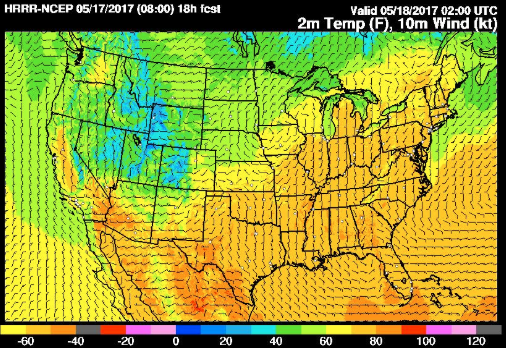 HRRR-NCEP 05/17/2017 (08:00) 18h fcst
Valid 05/18/2017 02:00 UTC
2m Temp (F), 10m Wind (kt)
-60 -40 -20 0 20 40 60 80 100 120